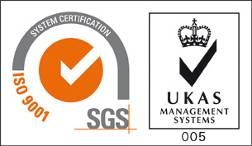 SYSTEM CERTIFICATION
ISO 9001
SGS
UKAS
MANAGEMENT
SYSTEMS
005